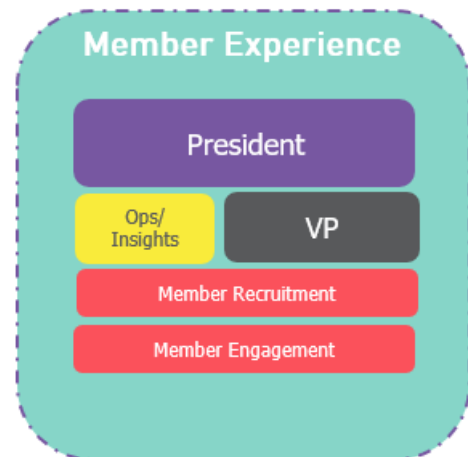 Member Experience
President
Ops/
Insights
VP
Member Recruitment
Member Engagement